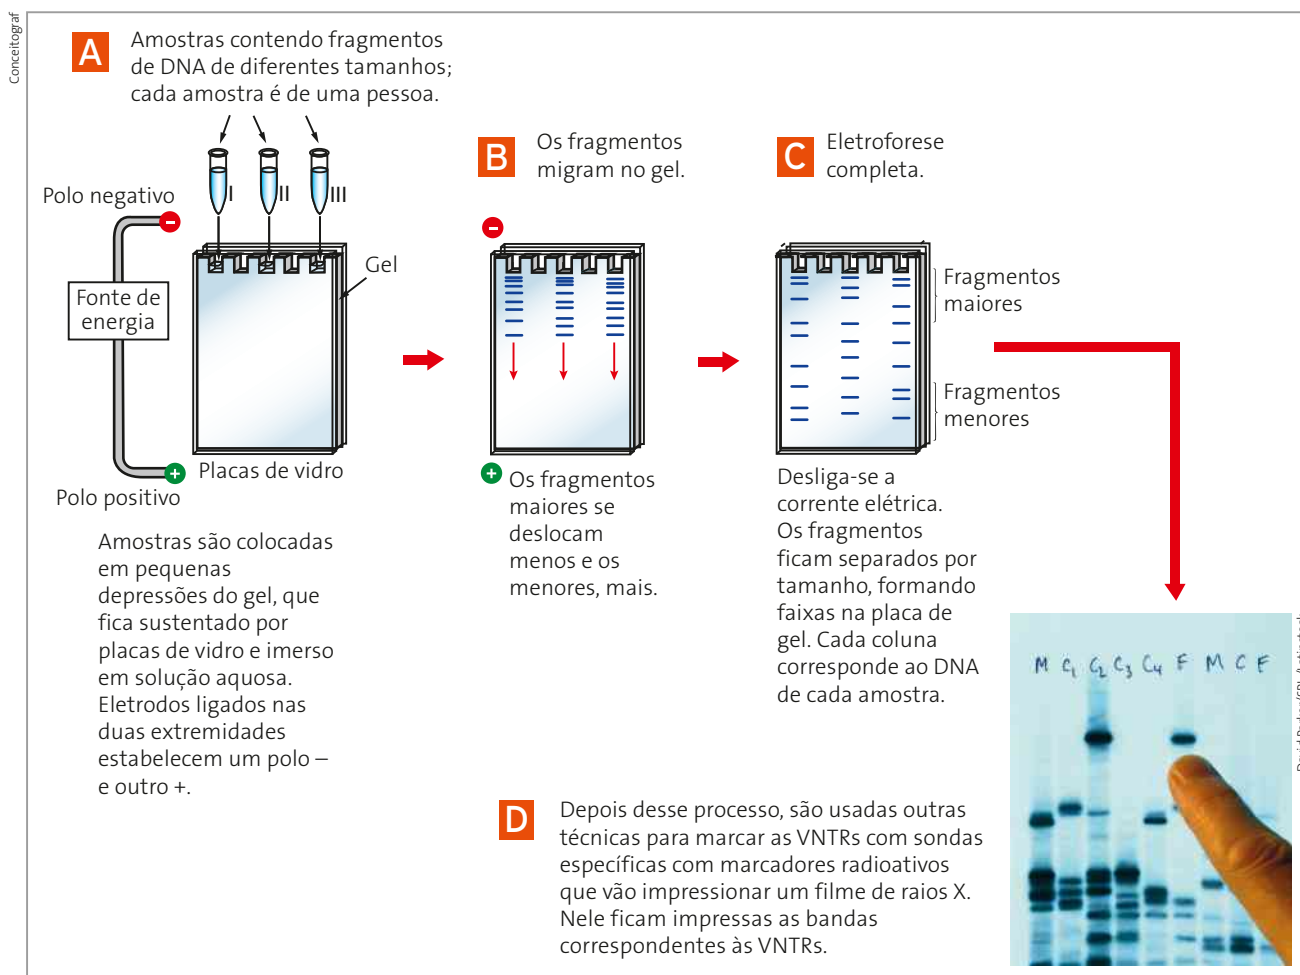 Conceitograf
A
Amostras contendo fragmentos
de DNA de diferentes tamanhos;
cada amostra é de uma pessoa.
I
II
III
Polo negativo
−
Fonte de
energia
Gel
+
Placas de vidro
Polo positivo
Amostras são colocadas
em pequenas
depressões do gel, que
fica sustentado por
placas de vidro e imerso
em solução aquosa.
Eletrodos ligados nas
duas extremidades
estabelecem um polo –
e outro +.
B
Os fragmentos
migram no gel.
−
+
Os fragmentos
maiores se
deslocam
menos e os
menores, mais.
C
Eletroforese
completa.
Fragmentos
maiores
Fragmentos
menores
Desliga-se a
corrente elétrica.
Os fragmentos
ficam separados por
tamanho, formando
faixas na placa de
gel. Cada coluna
corresponde ao DNA
de cada amostra.
D
Depois desse processo, são usadas outras
técnicas para marcar as VNTRs com sondas
específicas com marcadores radioativos
que vão impressionar um filme de raios X.
Nele ficam impressas as bandas
correspondentes às VNTRs.
M C1 C2 C3 C4 F M C F